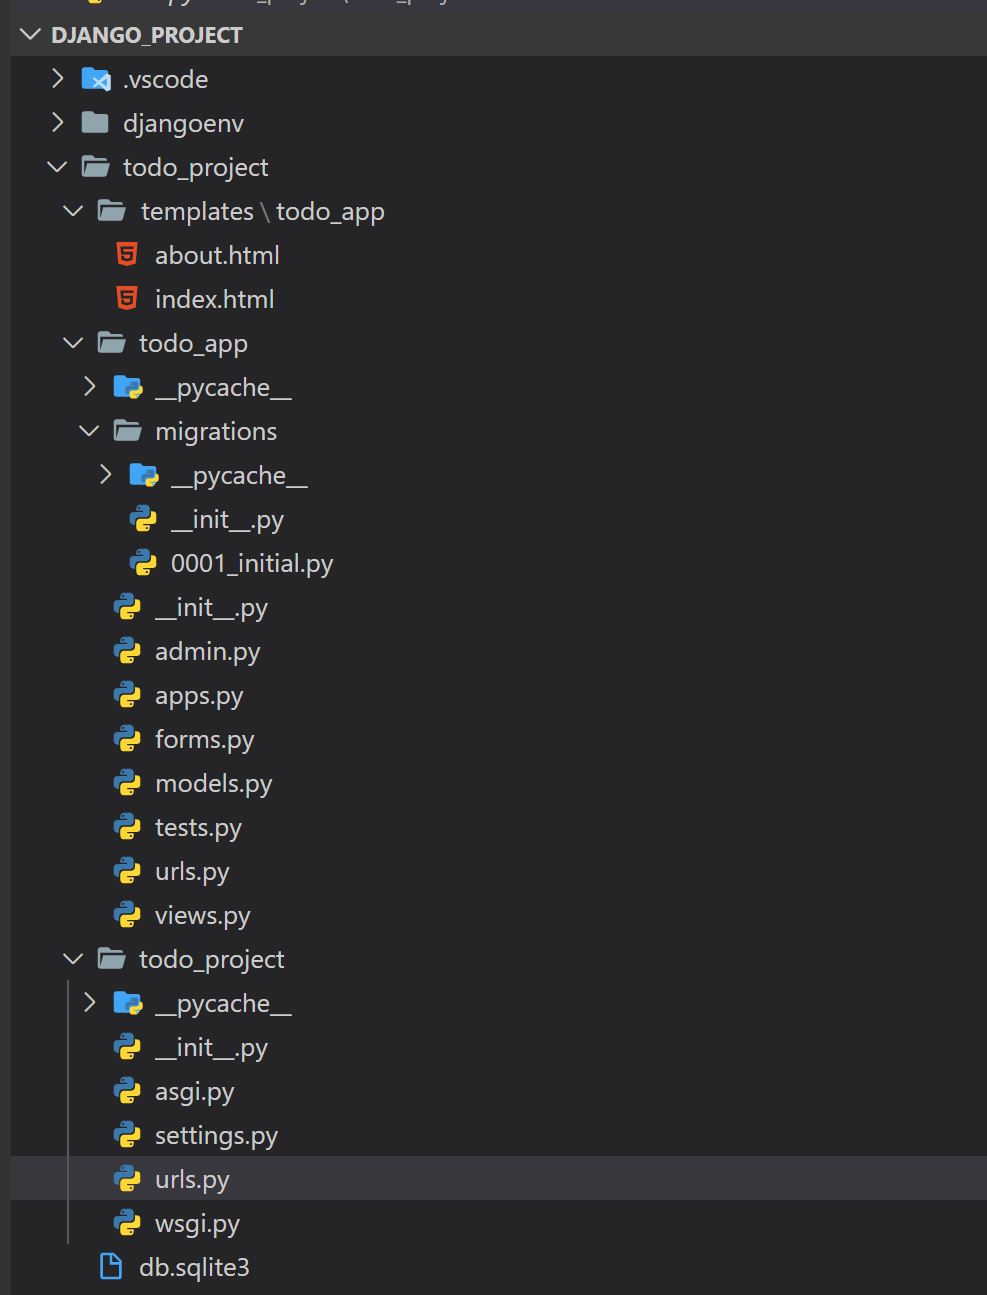 DJANGO_PROJECT
.vscode
djangoenv
todo_project
templates \ todo_app
about.html
index.html
todo_app
__pycache__
migrations
__pycache__
__init__.py
0001_initial.py
__init__.py
admin.py
apps.py
forms.py
models.py
tests.py
urls.py
views.py
todo_project
__pycache__
__init__.py
asgi.py
settings.py
urls.py
wsgi.py
db.sqlite3